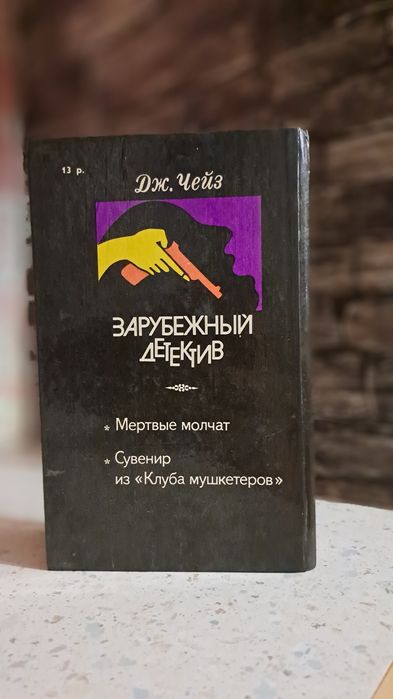 13 р.
Дж. Чейз
ЗАРУБЕЖНЫЙ
ДЕТЕКТИВ
* Мертвые молчат
* Сувенир
из «Клуба мушкетеров»